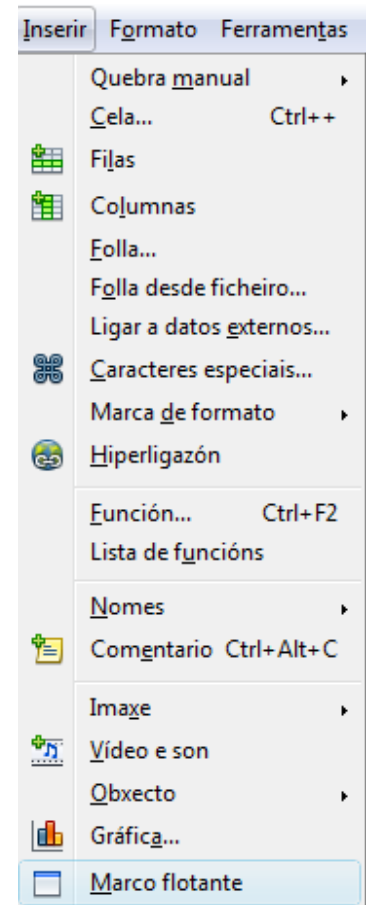 Inserir Formato Ferramentas
Quebra manual
Cela... Ctrl++
Filas
Columnas
Folla...
Folla desde ficheiro...
Ligar a datos externos...
Caracteres especiais...
Marca de formato
Hiperligazón
Función... Ctrl+F2
Lista de funcións
Nomes
Comentario Ctrl+Alt+C
Imaxe
Vídeo e son
Obxecto
Gráfica...
Marco flotante